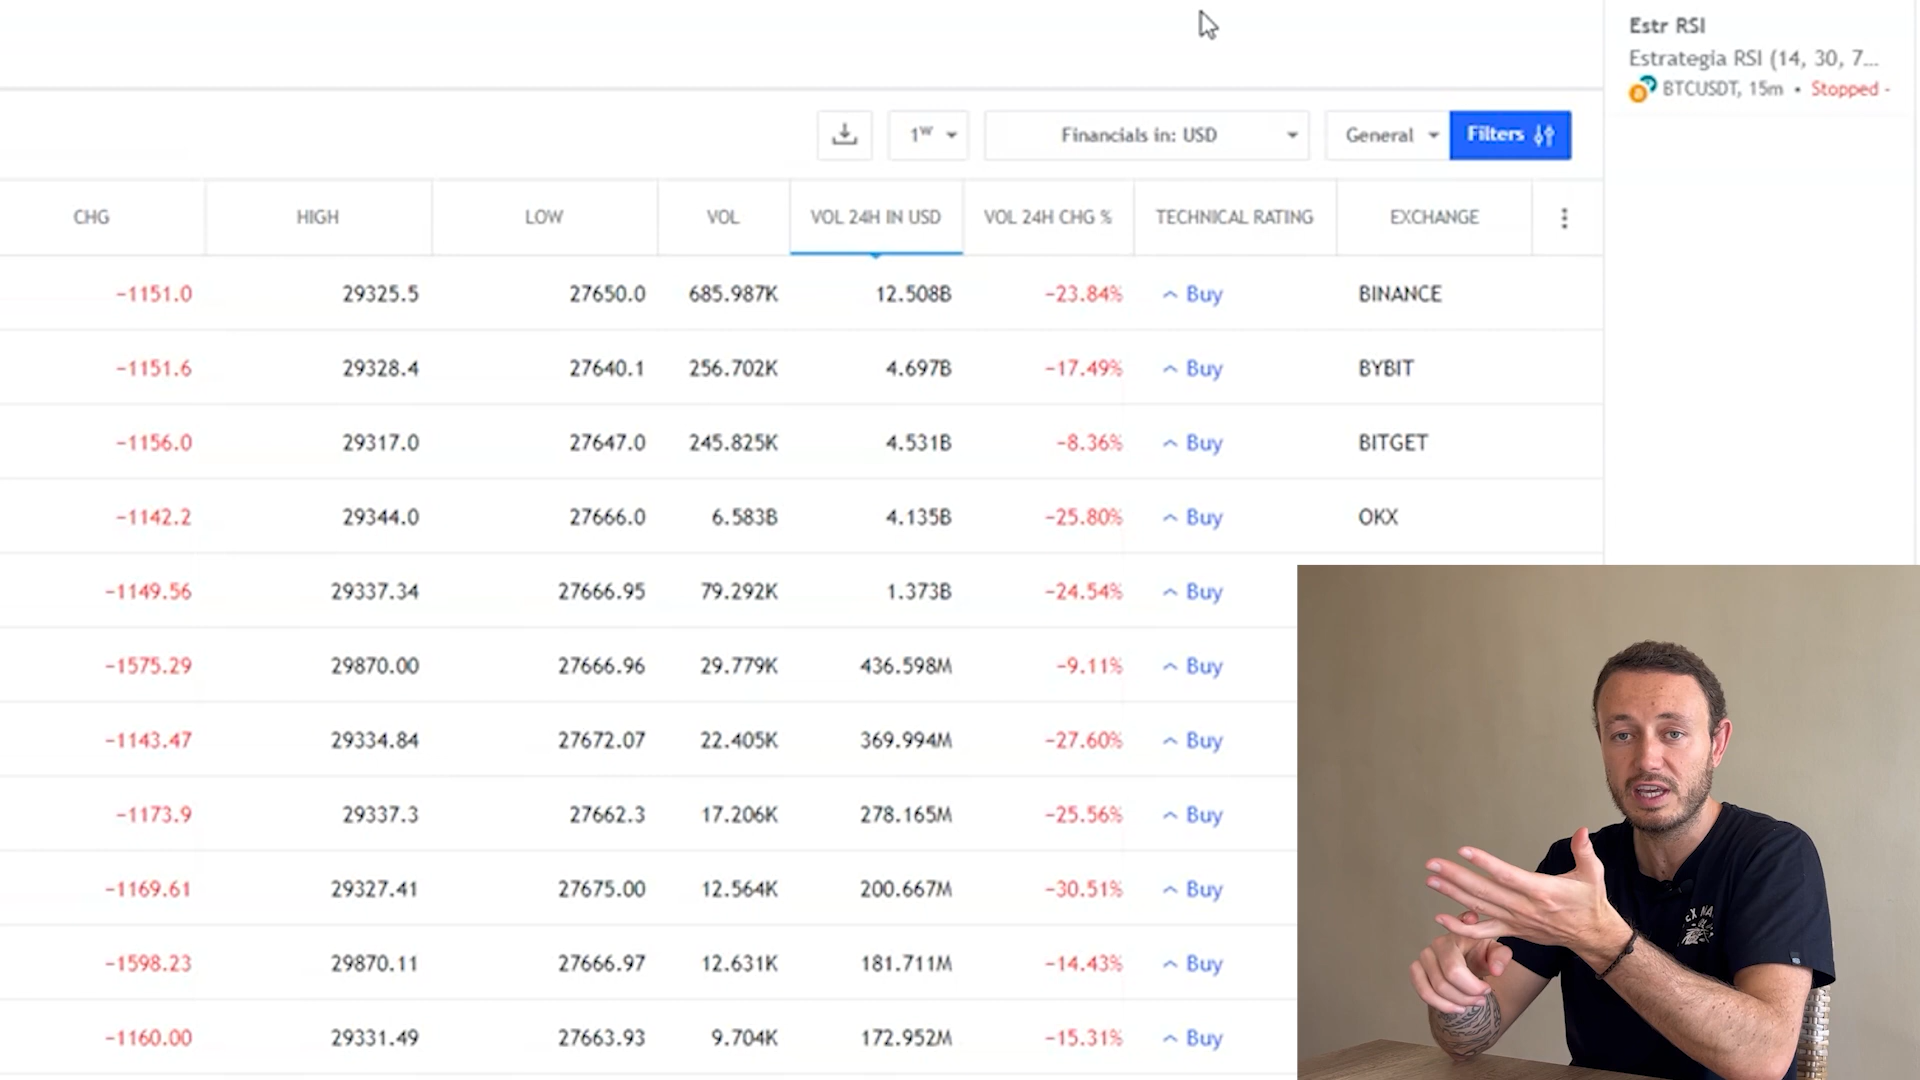 Estr RSI
Estrategia RSI (14, 30, 7...
BTCUSDT, 15m • Stopped -
1W Financials in: USD General Filters
CHG HIGH LOW VOL VOL 24H IN USD VOL 24H CHG % TECHNICAL RATING EXCHANGE
−1151.0 29325.5 27650.0 685.987K 12.508B −23.84% Buy BINANCE
−1151.6 29328.4 27640.1 256.702K 4.697B −17.49% Buy BYBIT
−1156.0 29317.0 27647.0 245.825K 4.531B −8.36% Buy BITGET
−1142.2 29344.0 27666.0 6.583B 4.135B −25.80% Buy OKX
−1149.56 29337.34 27666.95 79.292K 1.373B −24.54% Buy
−1575.29 29870.00 27666.96 29.779K 436.598M −9.11% Buy
−1143.47 29334.84 27672.07 22.405K 369.994M −27.60% Buy
−1173.9 29337.3 27662.3 17.206K 278.165M −25.56% Buy
−1169.61 29327.41 27675.00 12.564K 200.667M −30.51% Buy
−1598.23 29870.11 27666.97 12.631K 181.711M −14.43% Buy
−1160.00 29331.49 27663.93 9.704K 172.952M −15.31% Buy